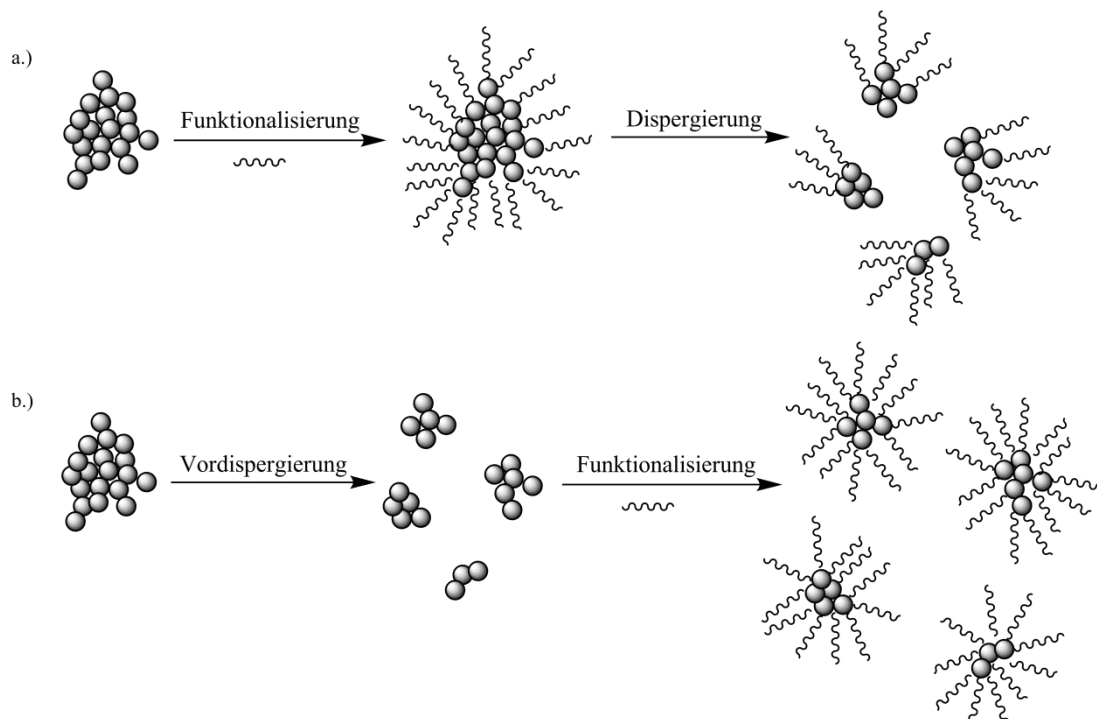 a.)
Funktionalisierung
Dispergierung
b.)
Vordispergierung
Funktionalisierung